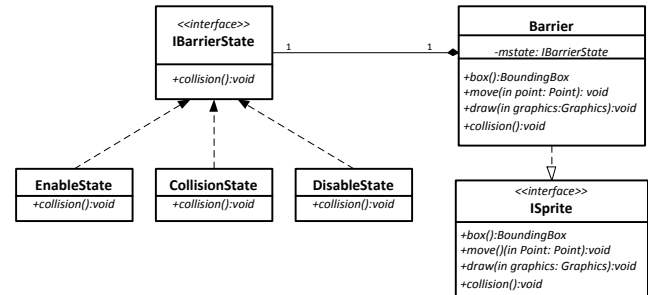 <<interface>>
IBarrierState
+collision():void
1
1
Barrier
-mstate: IBarrierState
+box():BoundingBox
+move(in point: Point): void
+draw(in graphics:Graphics):void
+collision():void
EnableState
+collision():void
CollisionState
+collision():void
DisableState
+collision():void
<<interface>>
ISprite
+box():BoundingBox
+move()(in Point: Point):void
+draw(in graphics: Graphics):void
+collision():void